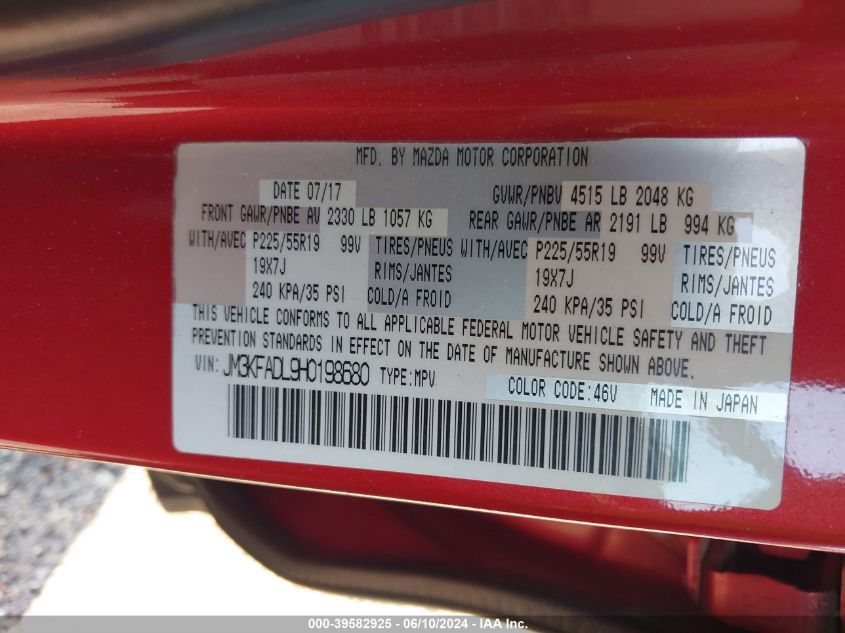 MFD. BY MAZDA MOTOR CORPORATION
DATE 07/17 GVWR/PNBV 4515 LB 2048 KG
FRONT GAWR/PNBE AV 2330 LB 1057 KG REAR GAWR/PNBE AR 2191 LB 994 KG
WITH/AVEC P225/55R19 99V TIRES/PNEUS WITH/AVEC P225/55R19 99V TIRES/PNEUS
19X7J RIMS/JANTES 19X7J RIMS/JANTES
240 KPA/35 PSI COLD/A FROID 240 KPA/35 PSI COLD/A FROID
THIS VEHICLE CONFORMS TO ALL APPLICABLE FEDERAL MOTOR VEHICLE SAFETY AND THEFT
PREVENTION STANDARDS IN EFFECT ON THE DATE OF MANUFACTURE SHOWN ABOVE.
VIN: JM3KFADL9H0198680 TYPE:MPV
COLOR CODE:46V MADE IN JAPAN
000-39582925 - 06/10/2024 - IAA Inc.